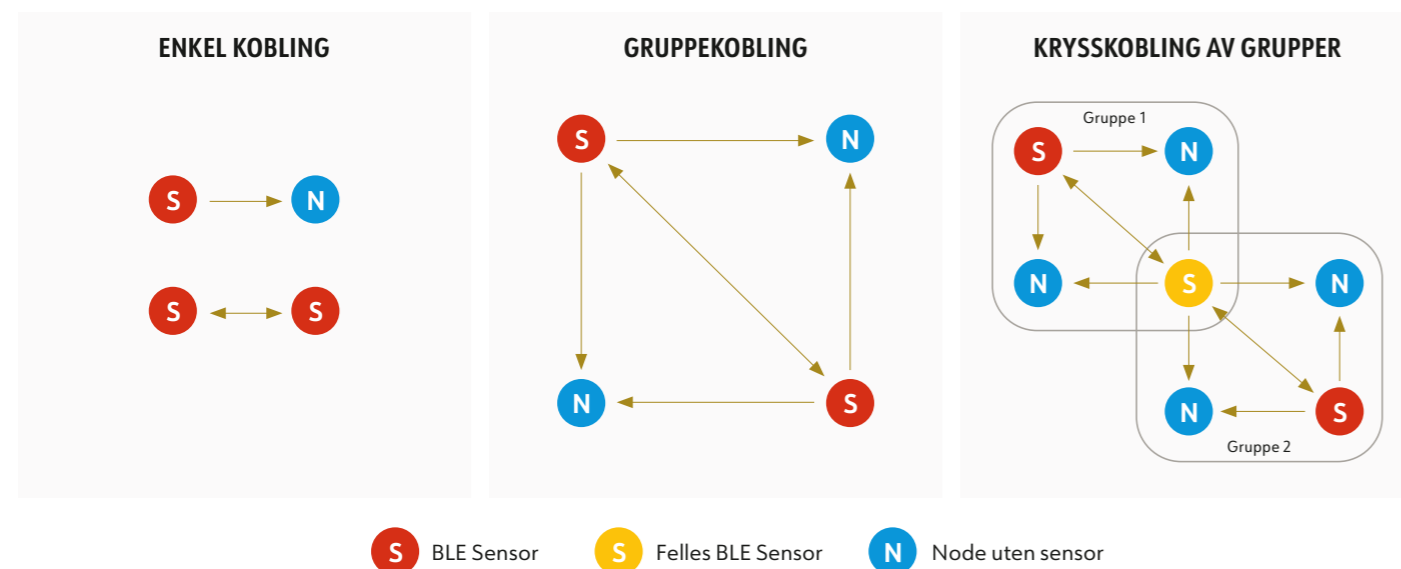 ENKEL KOBLING
S N
S S
GRUPPEKOBLING
S N
N S
KRYSSKOBLING AV GRUPPER
Gruppe 1
S N
N S N
N S
Gruppe 2
S BLE Sensor
S Felles BLE Sensor
N Node uten sensor